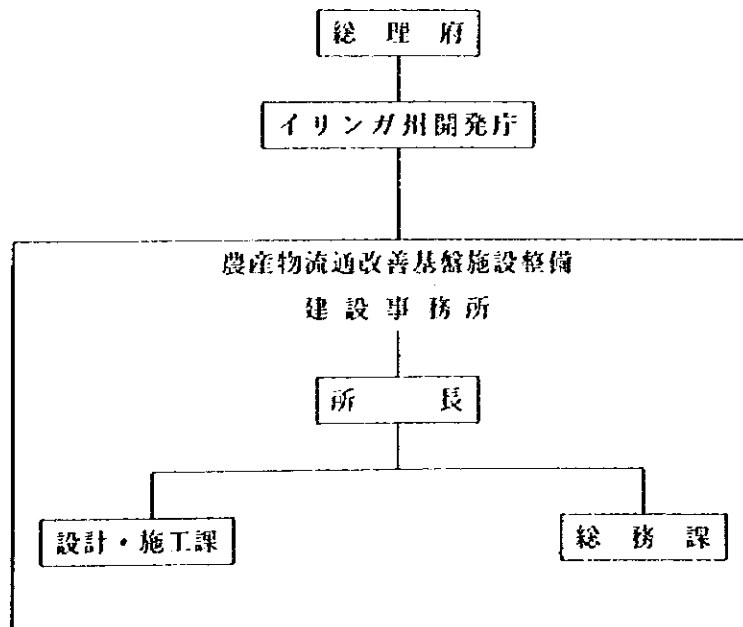 総理府
イリンガ州開発庁
農産物流通改善基盤施設整備
建設事務所
所長
設計・施工課
総務課